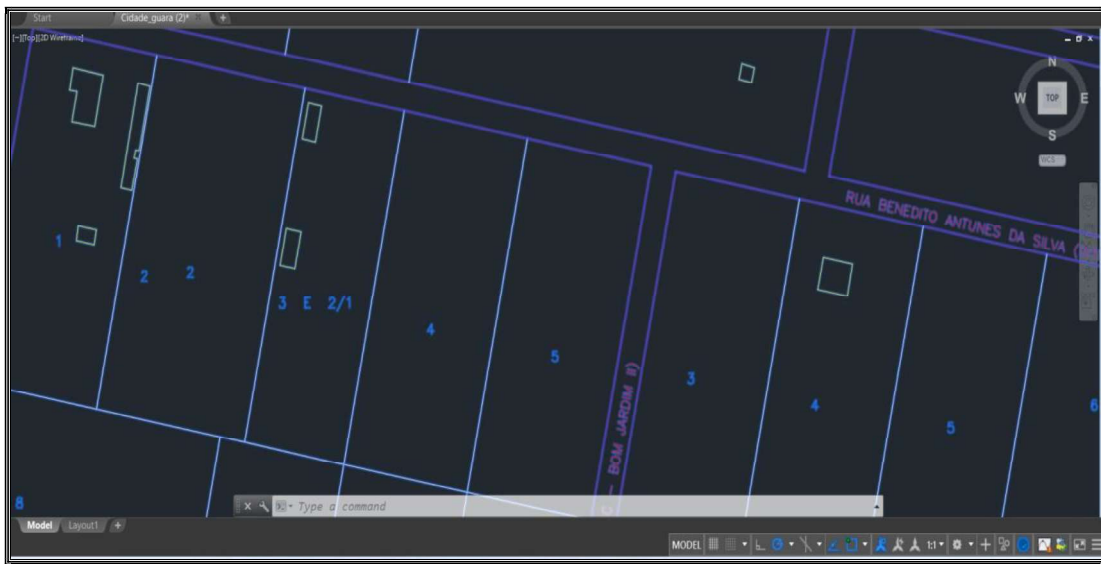 Start
Cidade_guara (2)*
+
[−][Top][2D Wireframe]
N
W
TOP
E
S
WCS
RUA BENEDITO ANTUNES DA SILVA
1
2
2
3 E 2/1
4
5
3
4
5
6
C - BOM JARDIM II)
8
Type a command
Model
Layout1
+
MODEL
1:1